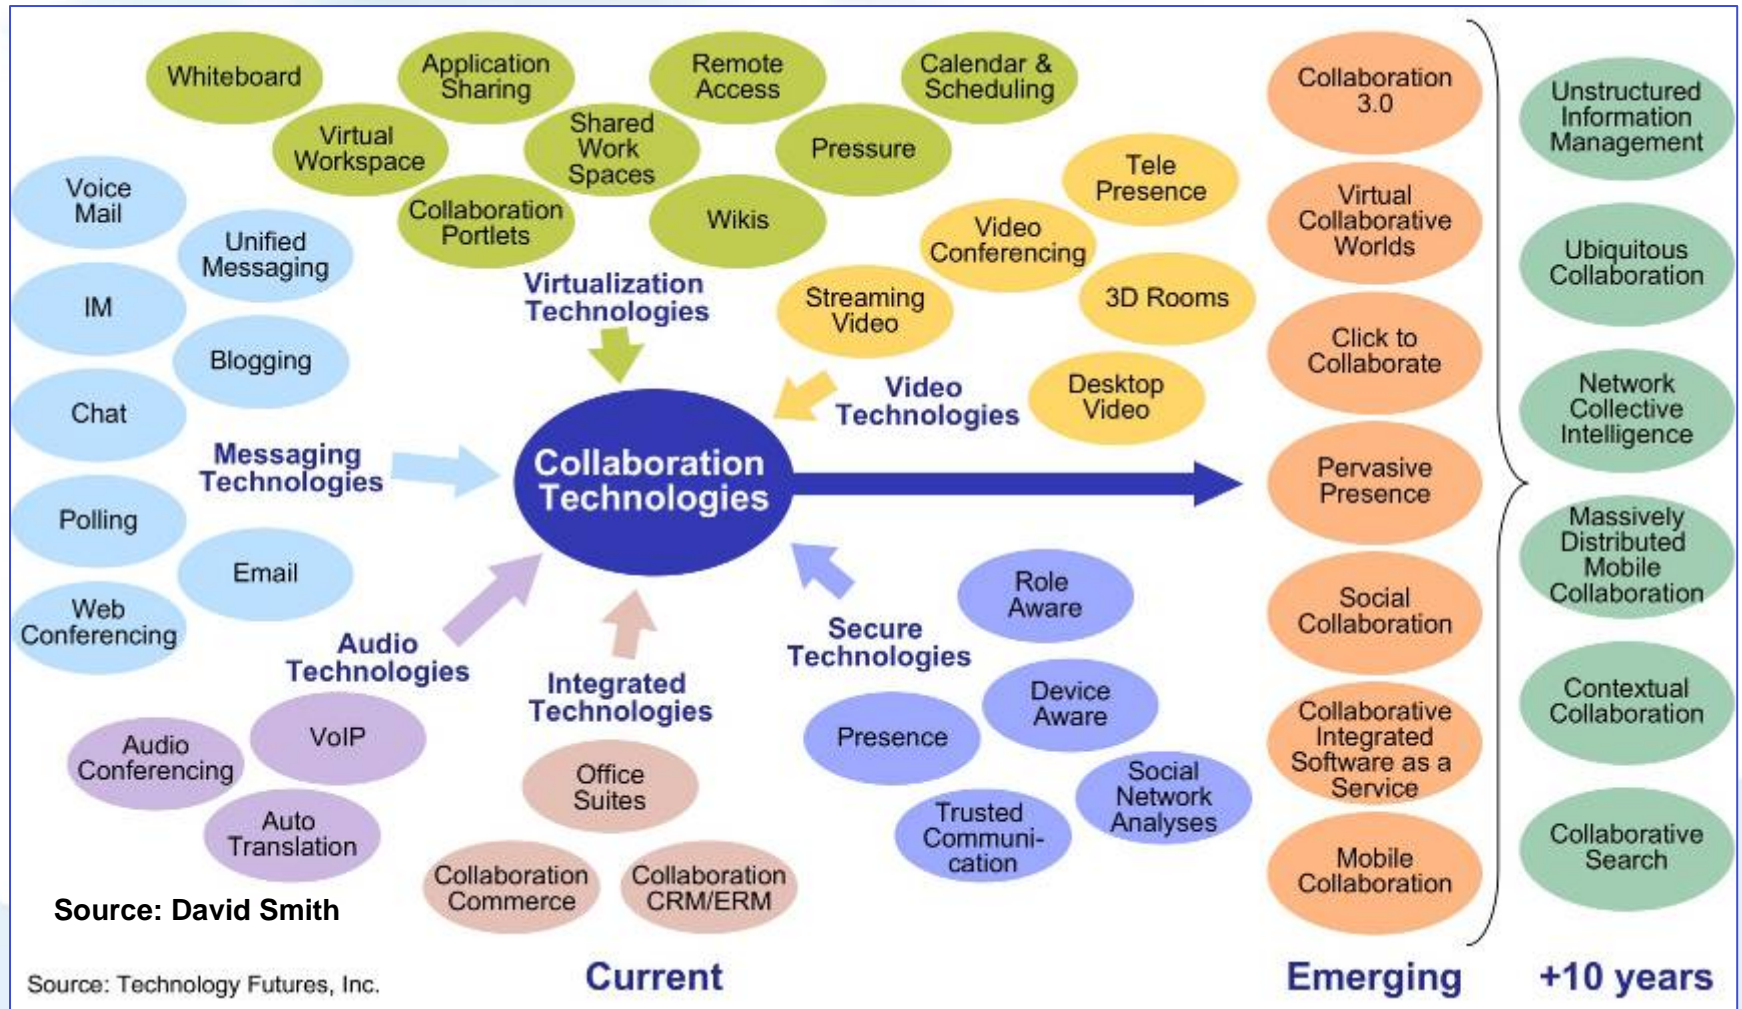 Whiteboard
Application
Sharing
Remote
Access
Calendar &
Scheduling
Virtual
Workspace
Shared
Work
Spaces
Pressure
Collaboration
Portlets
Wikis
Virtualization
Technologies
Voice
Mail
Unified
Messaging
IM
Blogging
Chat
Messaging
Technologies
Polling
Email
Web
Conferencing
Tele
Presence
Video
Conferencing
Streaming
Video
3D Rooms
Desktop
Video
Video
Technologies
Collaboration
Technologies
Audio
Technologies
VoIP
Audio
Conferencing
Auto
Translation
Integrated
Technologies
Office
Suites
Collaboration
Commerce
Collaboration
CRM/ERM
Secure
Technologies
Role
Aware
Device
Aware
Presence
Social
Network
Analyses
Trusted
Communi-
cation
Collaboration
3.0
Virtual
Collaborative
Worlds
Click to
Collaborate
Pervasive
Presence
Social
Collaboration
Collaborative
Integrated
Software as a
Service
Mobile
Collaboration
Unstructured
Information
Management
Ubiquitous
Collaboration
Network
Collective
Intelligence
Massively
Distributed
Mobile
Collaboration
Contextual
Collaboration
Collaborative
Search
Source: David Smith
Source: Technology Futures, Inc.
Current
Emerging
+10 years